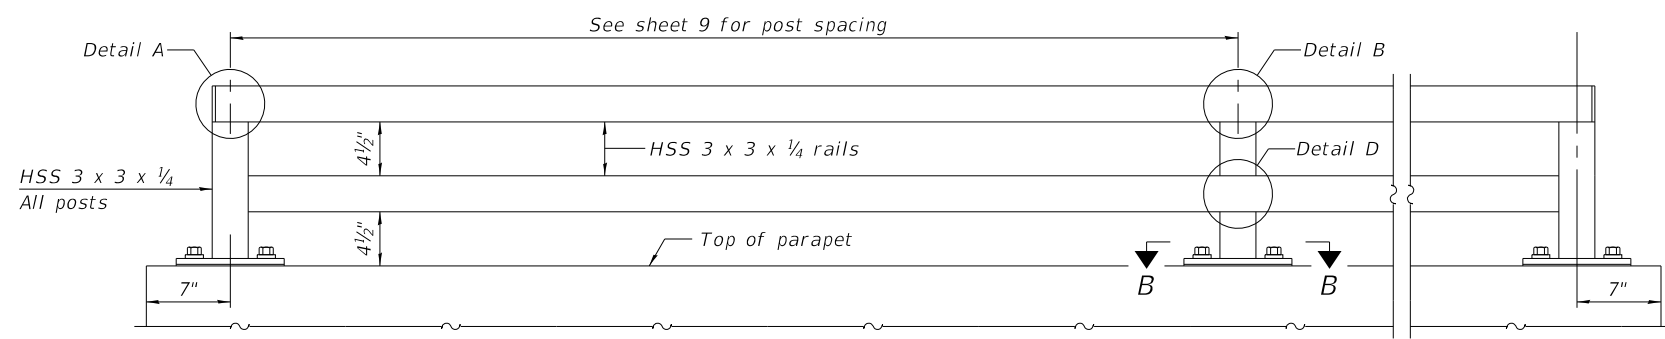 See sheet 9 for post spacing
Detail A
Detail B
4½"
HSS 3 x 3 x ¼ rails
Detail D
HSS 3 x 3 x ¼
All posts
4½"
Top of parapet
B
B
7"
7"